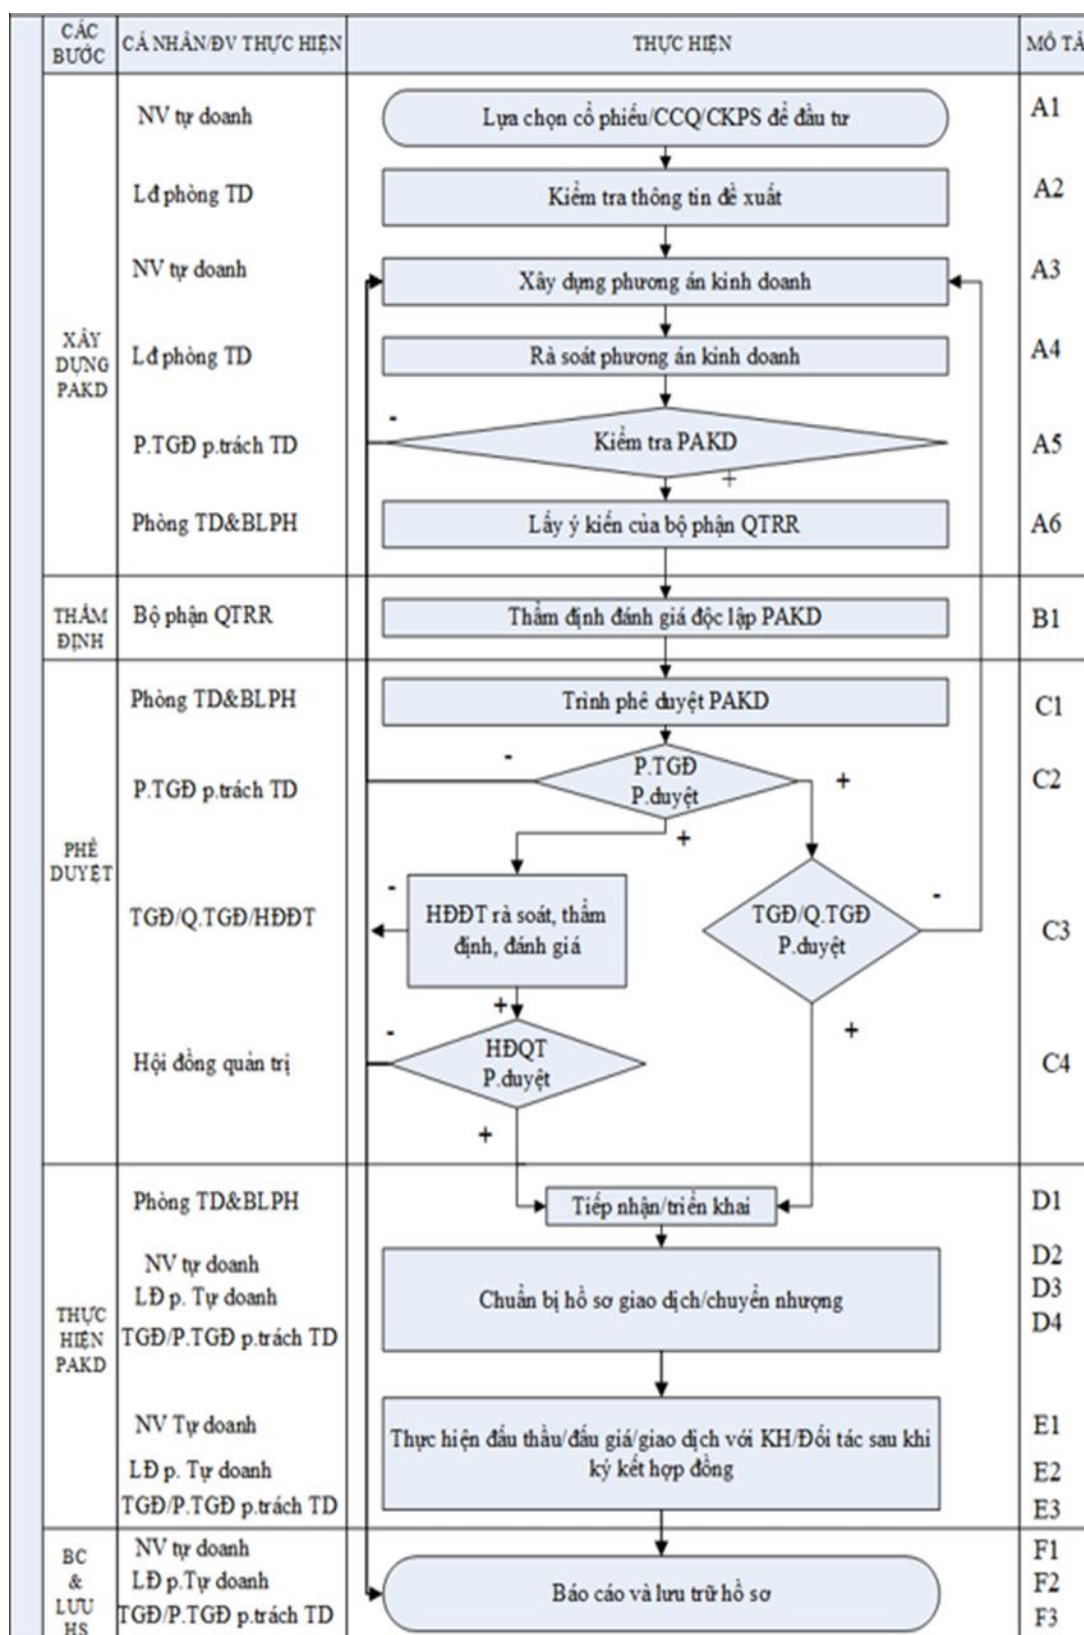 CÁC
BƯỚC
CÁ NHÂN/ĐV THỰC HIỆN
THỰC HIỆN
MÔ TẢ
XÂY
DỰNG
PAKD
NV tự doanh
Lựa chọn cổ phiếu/CCQ/CKPS để đầu tư
A1
Lđ phòng TD
Kiểm tra thông tin đề xuất
A2
NV tự doanh
Xây dựng phương án kinh doanh
A3
Lđ phòng TD
Rà soát phương án kinh doanh
A4
-
P.TGĐ p.trách TD
Kiểm tra PAKD
A5
+
Phòng TD&BLPH
Lấy ý kiến của bộ phận QTRR
A6
THẨM
ĐỊNH
Bộ phận QTRR
Thẩm định đánh giá độc lập PAKD
B1
PHÊ
DUYỆT
Phòng TD&BLPH
Trình phê duyệt PAKD
C1
-
P.TGĐ p.trách TD
P.TGĐ
P.duyệt
+
C2
+
-
TGĐ/Q.TGĐ/HĐĐT
HĐĐT rà soát, thẩm
định, đánh giá
TGĐ/Q.TGĐ
P.duyệt
-
C3
+
-
+
Hội đồng quản trị
HĐQT
P.duyệt
C4
+
THỰC
HIỆN
PAKD
Phòng TD&BLPH
Tiếp nhận/triển khai
D1
NV tự doanh
LĐ p. Tự doanh
TGĐ/P.TGĐ p.trách TD
Chuẩn bị hồ sơ giao dịch/chuyển nhượng
D2
D3
D4
NV Tự doanh
LĐ p. Tự doanh
TGĐ/P.TGĐ p.trách TD
Thực hiện đấu thầu/đấu giá/giao dịch với KH/Đối tác sau khi
ký kết hợp đồng
E1
E2
E3
BC
&
LƯU
HS
NV tự doanh
LĐ p.Tự doanh
TGĐ/P.TGĐ p.trách TD
Báo cáo và lưu trữ hồ sơ
F1
F2
F3